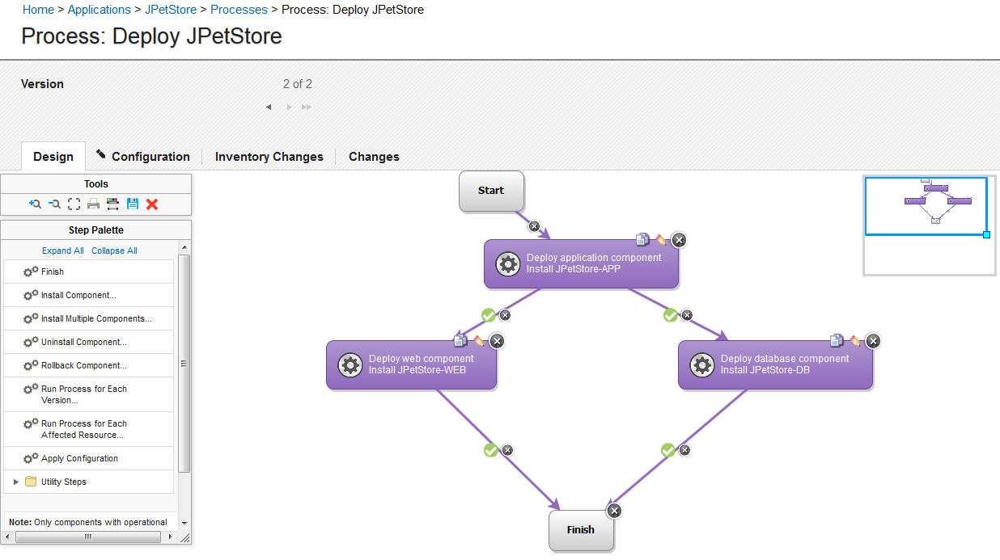 Home > Applications > JPetStore > Processes > Process: Deploy JPetStore
Process: Deploy JPetStore
Version
2 of 2
Design
Configuration
Inventory Changes
Changes
Tools
Step Palette
Expand All Collapse All
Finish
Install Component...
Install Multiple Components...
Uninstall Component...
Rollback Component...
Run Process for Each
Version...
Run Process for Each
Affected Resource...
Apply Configuration
Utility Steps
Note: Only components with operational
Start
Deploy application component
Install JPetStore-APP
Deploy web component
Install JPetStore-WEB
Deploy database component
Install JPetStore-DB
Finish